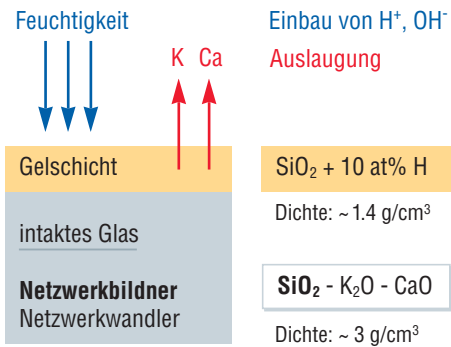 Feuchtigkeit
K Ca
Einbau von H⁺, OH⁻
Auslaugung
Gelschicht
SiO₂ + 10 at% H
Dichte: ~ 1.4 g/cm³
intaktes Glas
Netzwerkbildner
Netzwerkwandler
SiO₂ - K₂O - CaO
Dichte: ~ 3 g/cm³